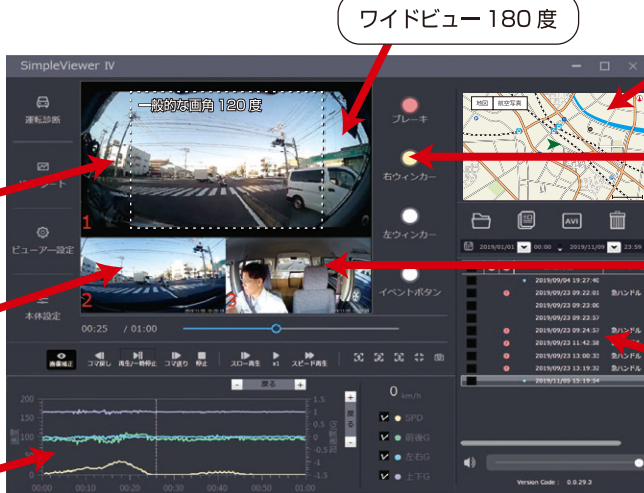 ワイドビュー 180 度
SimpleViewer Ⅳ
一般的な画角 120 度
地図 航空写真
運転診断
ブレーキ
右ウィンカー
ビューアー設定
左ウィンカー
AVI
2019/01/01 00:00 2019/11/09 23:59
本体設定
イベントボタン
1
2
3
2019/09/04 19:27:40
2019/09/23 09:22:01 急ハンドル
2019/09/23 09:23:00
2019/09/23 09:23:57
2019/09/23 09:24:57 急ハンドル
2019/09/23 11:42:58
2019/09/23 13:00:33 急ハンドル
2019/09/23 13:19:32 急ハンドル
2019/11/05 15:19:54
00:25 / 01:00
画像補正 コマ戻し 再生/一時停止 コマ送り 停止 スロー再生 x1 スピード再生
- 戻る +
200
150
100
50
速度
1.5
1
0.5
0
-0.5
-1
-1.5
加速度(G)
+
戻る
-
00:00 00:10 00:20 00:30 00:40 00:50 01:00
0 km/h
SPD
前後G
左右G
上下G
Version Code : 0.0.29.3